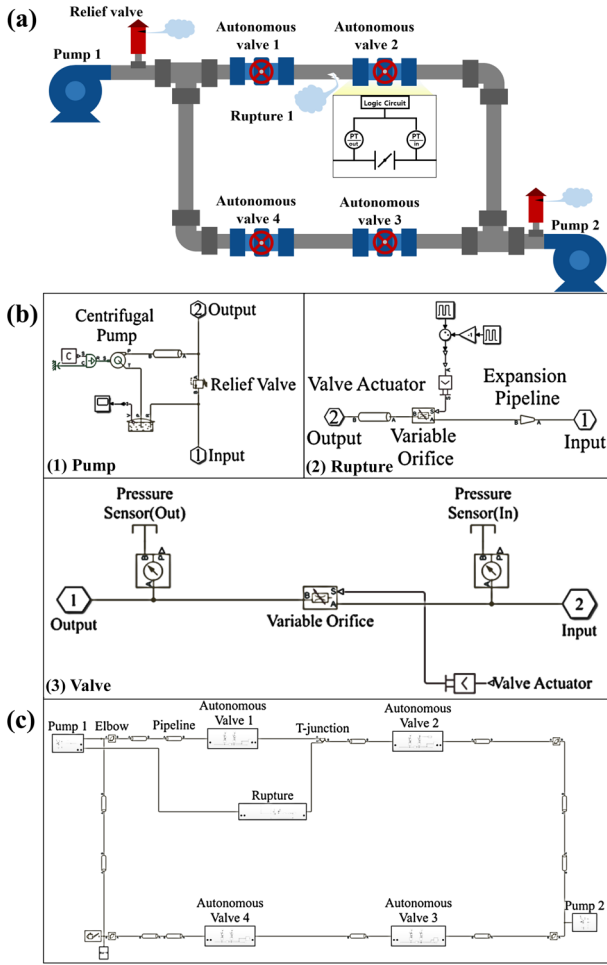 (a)
Relief valve
Pump 1
Autonomous
valve 1
Autonomous
valve 2
Rupture 1
Logic Circuit
PT
out
PT
in
Autonomous
valve 4
Autonomous
valve 3
Pump 2
(b)
Centrifugal
Pump
C
2
Output
Relief Valve
1
Input
(1) Pump
-1
Valve Actuator
Expansion
Pipeline
2
Output
B
A
B
S
A
B
A
1
Input
Variable
Orifice
(2) Rupture
Pressure
Sensor(Out)
Pressure
Sensor(In)
B
P
A
B
P
A
1
Output
B
S
A
Variable Orifice
2
Input
Valve Actuator
(3) Valve
(c)
Pump 1
Elbow
Pipeline
Autonomous
Valve 1
T-junction
Autonomous
Valve 2
Rupture
Autonomous
Valve 4
Autonomous
Valve 3
Pump 2